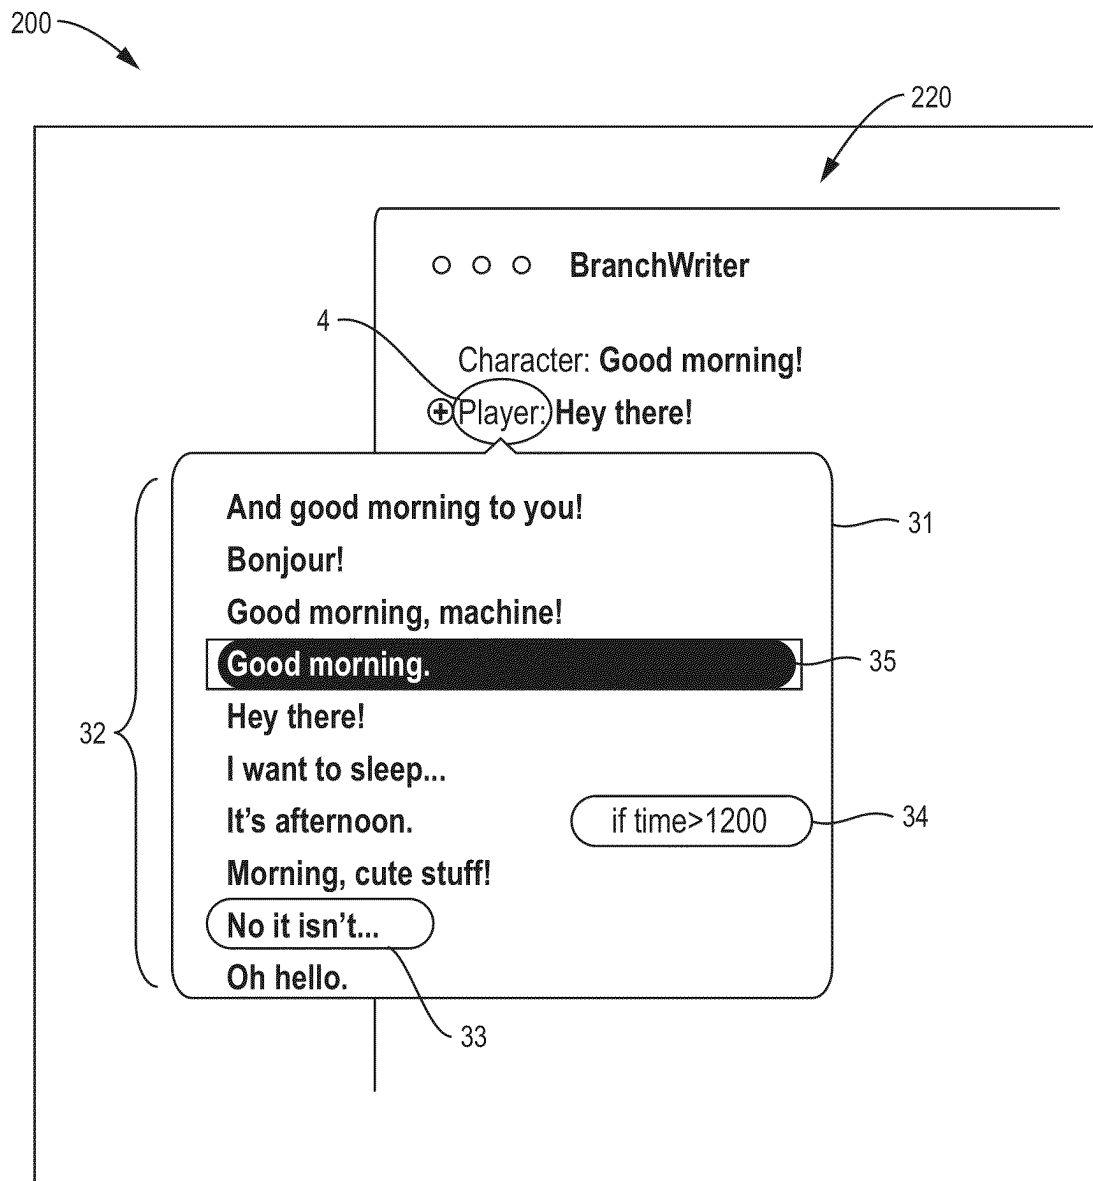 200
220
BranchWriter
4
Character: Good morning!
Player: Hey there!
And good morning to you!
31
Bonjour!
Good morning, machine!
Good morning.
35
Hey there!
32
I want to sleep...
It's afternoon.
if time>1200
34
Morning, cute stuff!
No it isn't...
Oh hello.
33